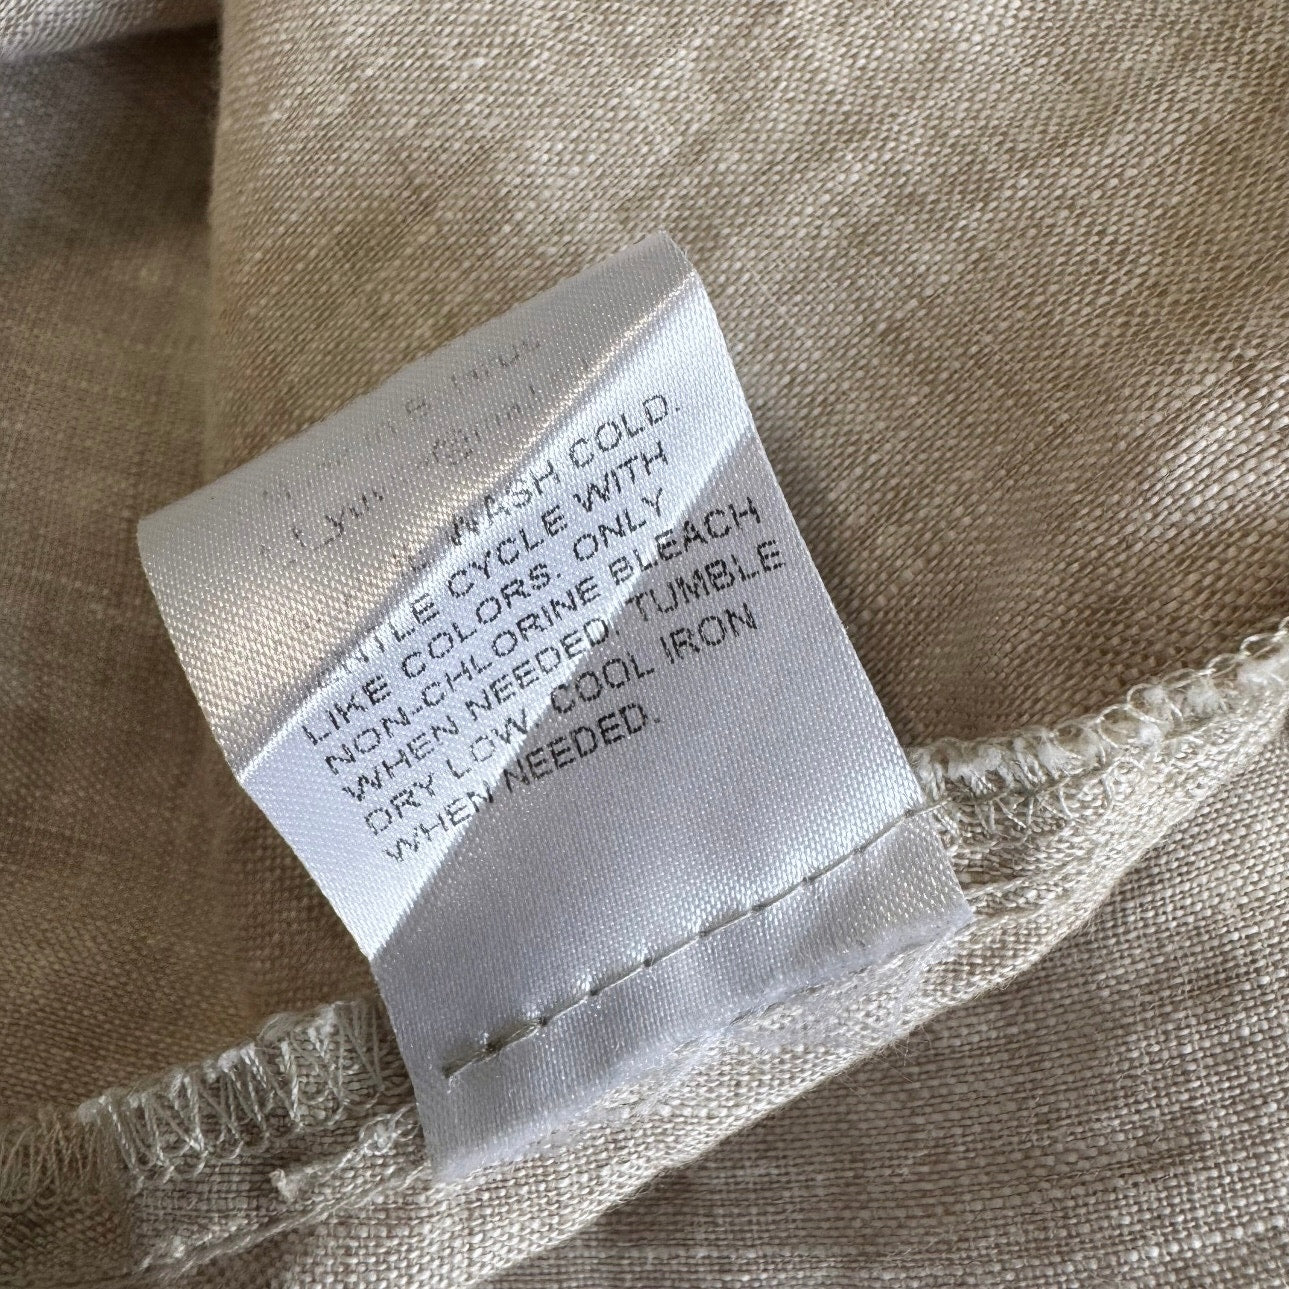 WASH COLD.
CYCLE WITH
LIKE COLORS. ONLY
NON-CHLORINE BLEACH
WHEN NEEDED. TUMBLE
DRY LOW. COOL IRON
WHEN NEEDED.